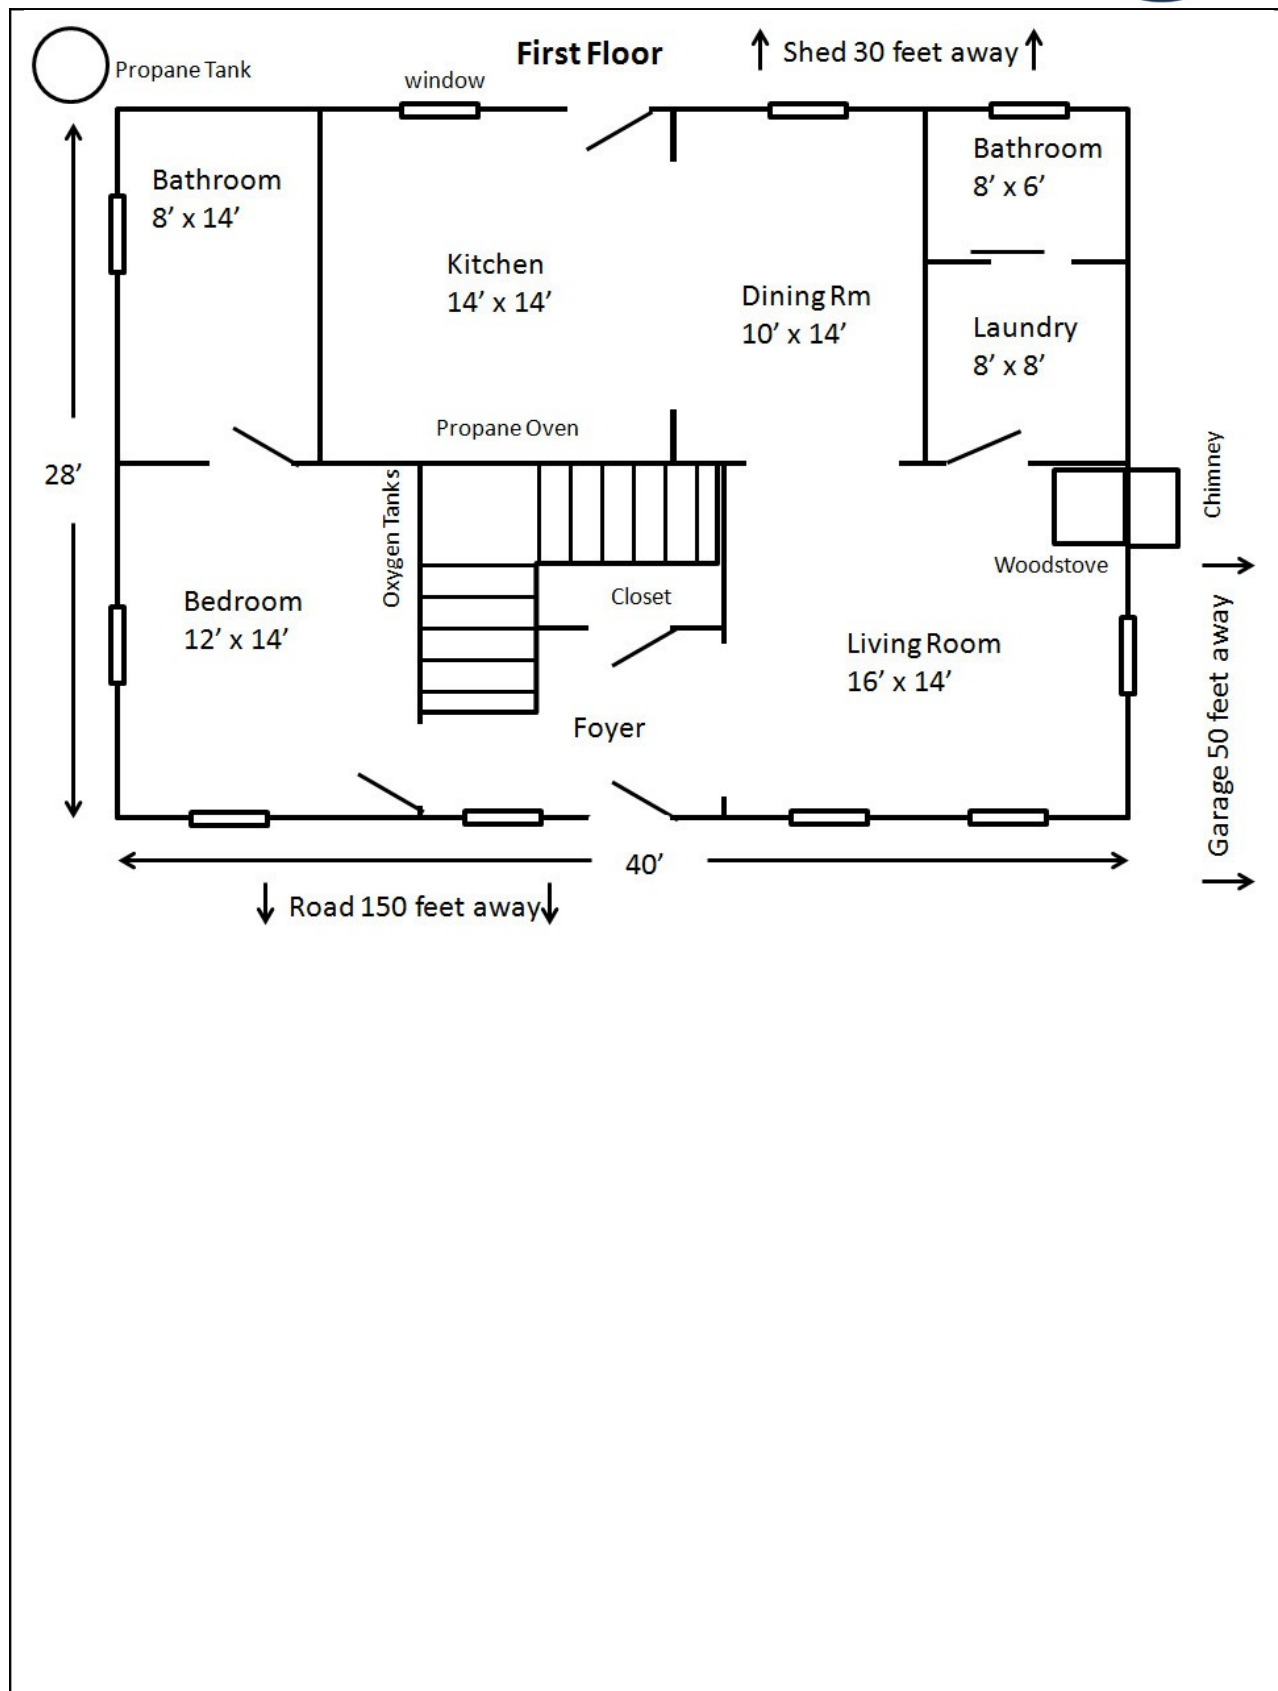 First Floor
Shed 30 feet away
Propane Tank
window
Bathroom
8’ x 14’
Bathroom
8’ x 6’
Kitchen
14’ x 14’
Dining Rm
10’ x 14’
Laundry
8’ x 8’
Propane Oven
28’
Oxygen Tanks
Chimney
Woodstove
Bedroom
12’ x 14’
Closet
Living Room
16’ x 14’
Garage 50 feet away
Foyer
40’
Road 150 feet away